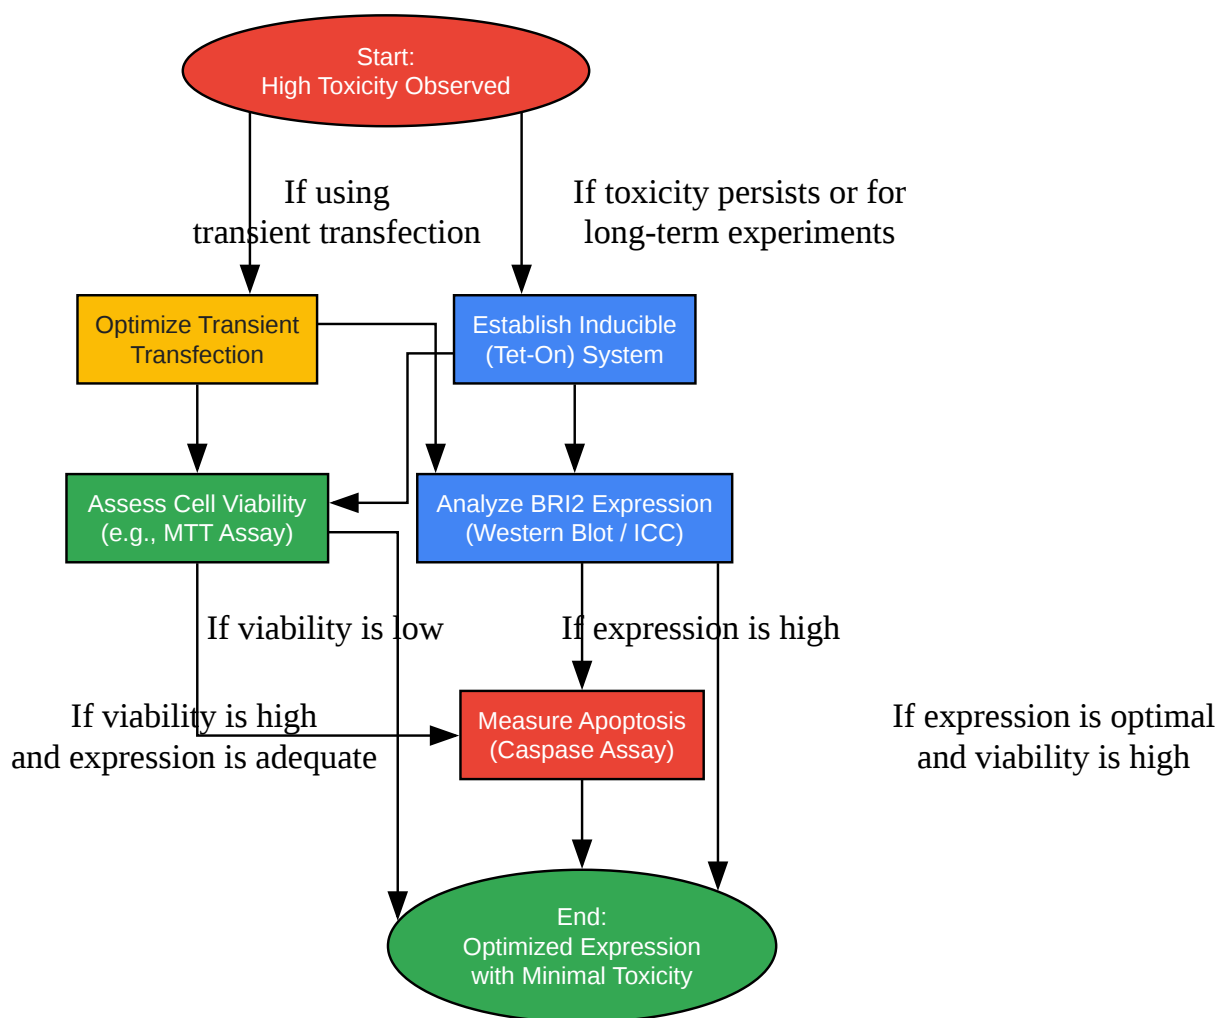 Start:
High Toxicity Observed
If using
transient transfection
If toxicity persists or for
long-term experiments
Optimize Transient
Transfection
Establish Inducible
(Tet-On) System
Assess Cell Viability
(e.g., MTT Assay)
Analyze BRI2 Expression
(Western Blot / ICC)
If viability is low
If expression is high
If viability is high
and expression is adequate
Measure Apoptosis
(Caspase Assay)
If expression is optimal
and viability is high
End:
Optimized Expression
with Minimal Toxicity